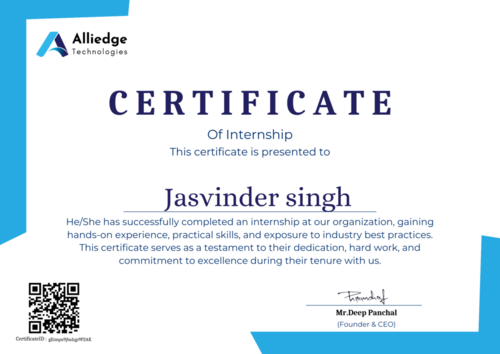 Alliedge
Technologies
CERTIFICATE
Of Internship
This certificate is presented to
Jasvinder singh
He/She has successfully completed an internship at our organization, gaining
hands-on experience, practical skills, and exposure to industry best practices.
This certificate serves as a testament to their dedication, hard work, and
commitment to excellence during their tenure with us.
Mr.Deep Panchal
(Founder & CEO)
CertificateID :